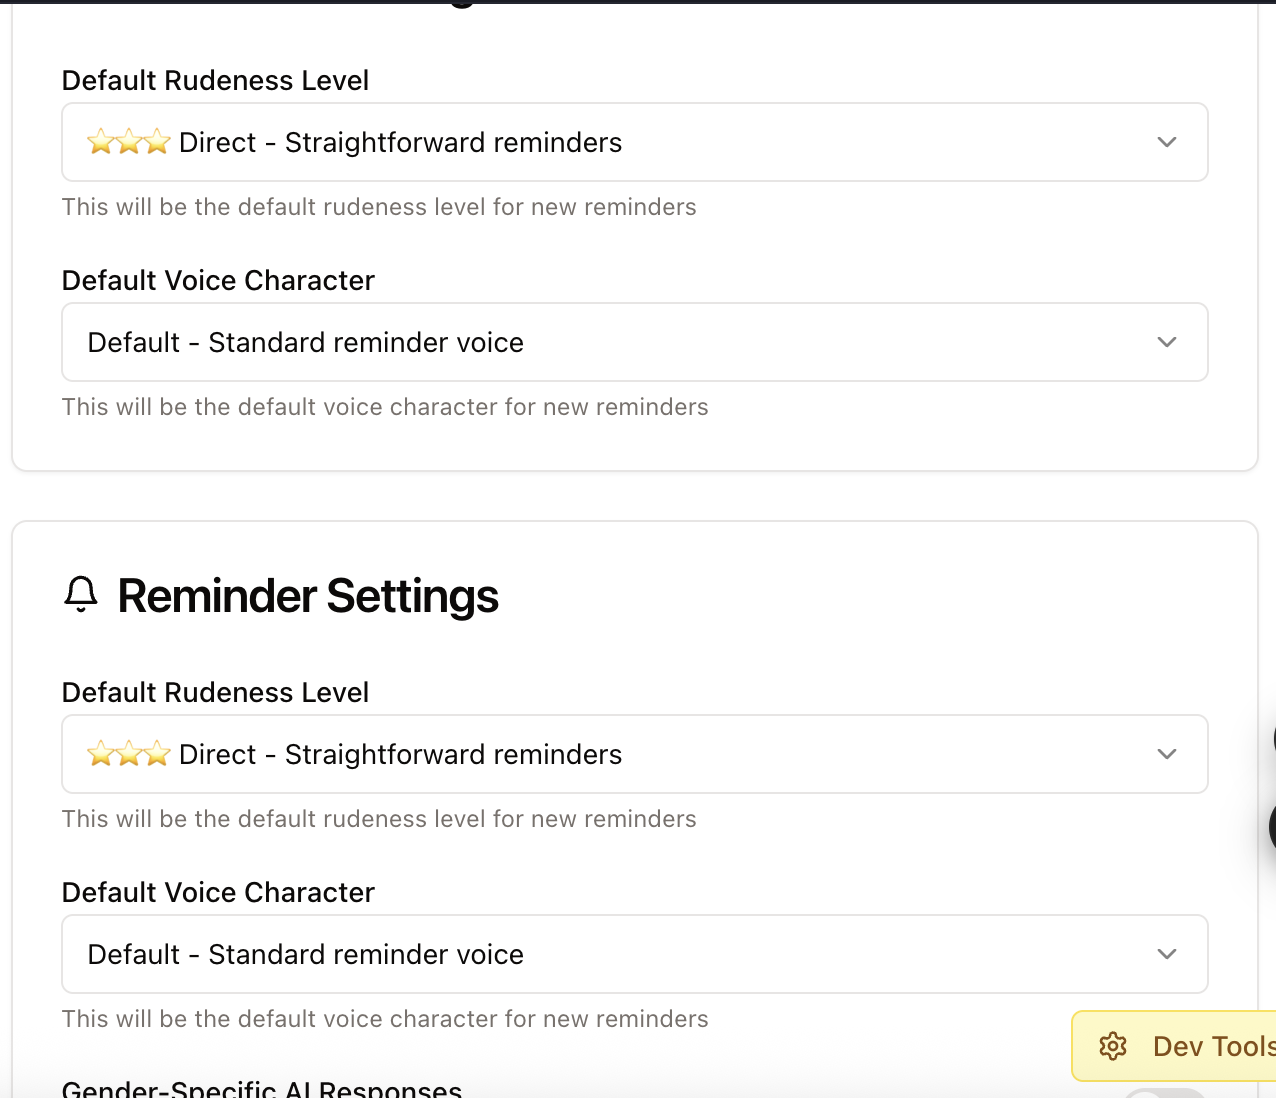 Default Rudeness Level
⭐⭐⭐ Direct - Straightforward reminders
This will be the default rudeness level for new reminders
Default Voice Character
Default - Standard reminder voice
This will be the default voice character for new reminders
Reminder Settings
Default Rudeness Level
⭐⭐⭐ Direct - Straightforward reminders
This will be the default rudeness level for new reminders
Default Voice Character
Default - Standard reminder voice
This will be the default voice character for new reminders
Dev Tools
Gender-Specific AI Responses